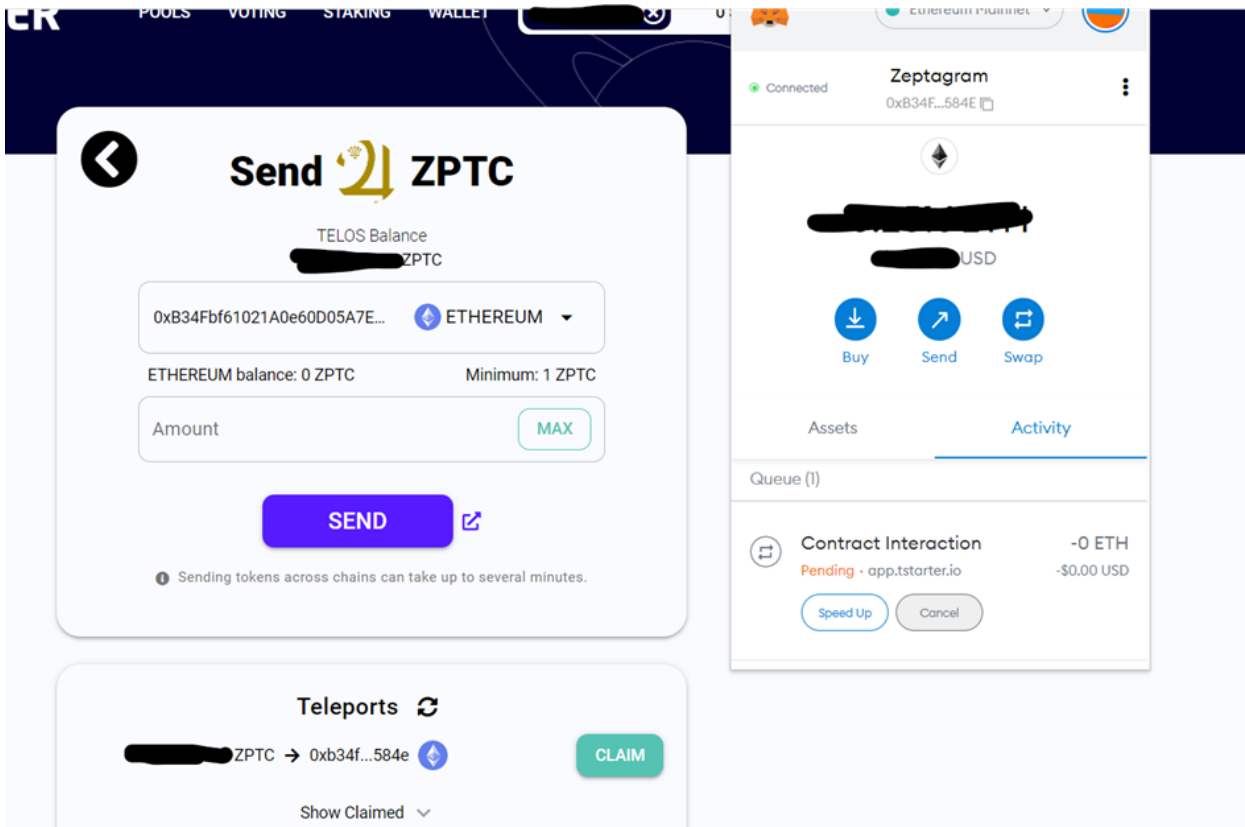 ER POOLS VOTING STAKING WALLET
Send ZPTC
TELOS Balance
ZPTC
0xB34Fbf61021A0e60D05A7E... ETHEREUM
ETHEREUM balance: 0 ZPTC Minimum: 1 ZPTC
Amount MAX
SEND
Sending tokens across chains can take up to several minutes.
Teleports
ZPTC → 0xb34f...584e CLAIM
Show Claimed
Ethereum Mainnet
Connected Zeptagram
0xB34F...584E
USD
Buy Send Swap
Assets Activity
Queue (1)
Contract Interaction -0 ETH
Pending · app.tstarter.io -$0.00 USD
Speed Up Cancel